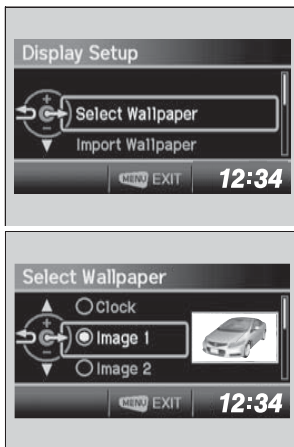 Display Setup
+
Select Wallpaper
−
Import Wallpaper
MENU EXIT 12:34
Select Wallpaper
Clock
+
Image 1
−
Image 2
MENU EXIT 12:34